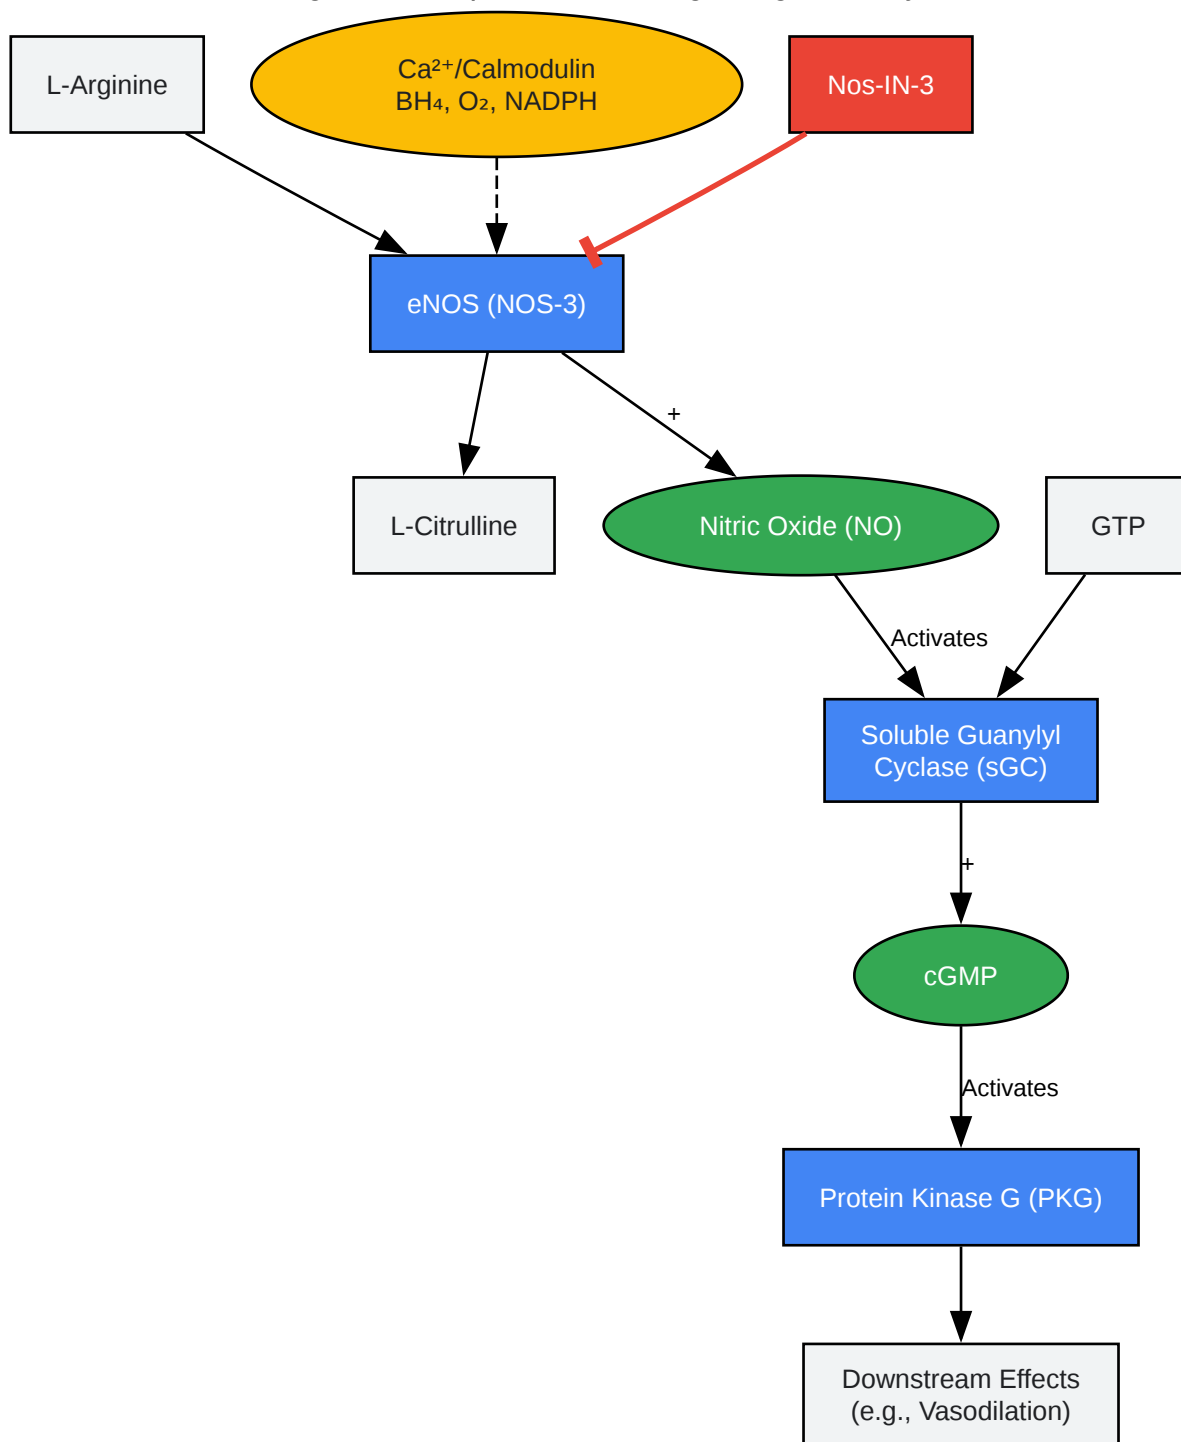 L-Arginine
Ca²⁺/Calmodulin
BH₄, O₂, NADPH
Nos-IN-3
eNOS (NOS-3)
+
L-Citrulline
Nitric Oxide (NO)
GTP
Activates
Soluble Guanylyl
Cyclase (sGC)
+
cGMP
Activates
Protein Kinase G (PKG)
Downstream Effects
(e.g., Vasodilation)